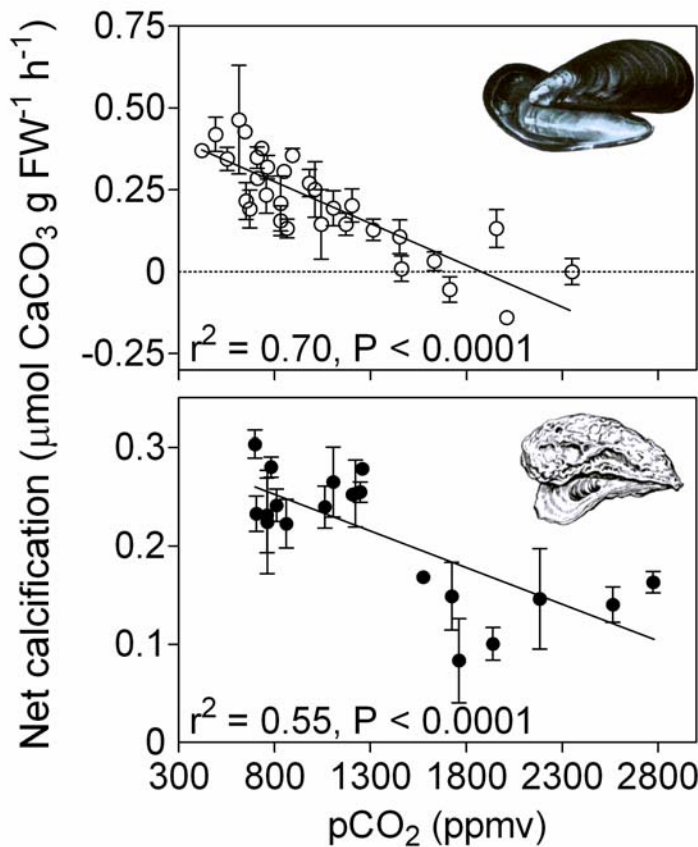 Net calcification (μmol CaCO₃ g FW⁻¹ h⁻¹)
0.75
0.50
0.25
0
-0.25
r² = 0.70, P < 0.0001
0.3
0.2
0.1
0
r² = 0.55, P < 0.0001
300 800 1300 1800 2300 2800
pCO₂ (ppmv)